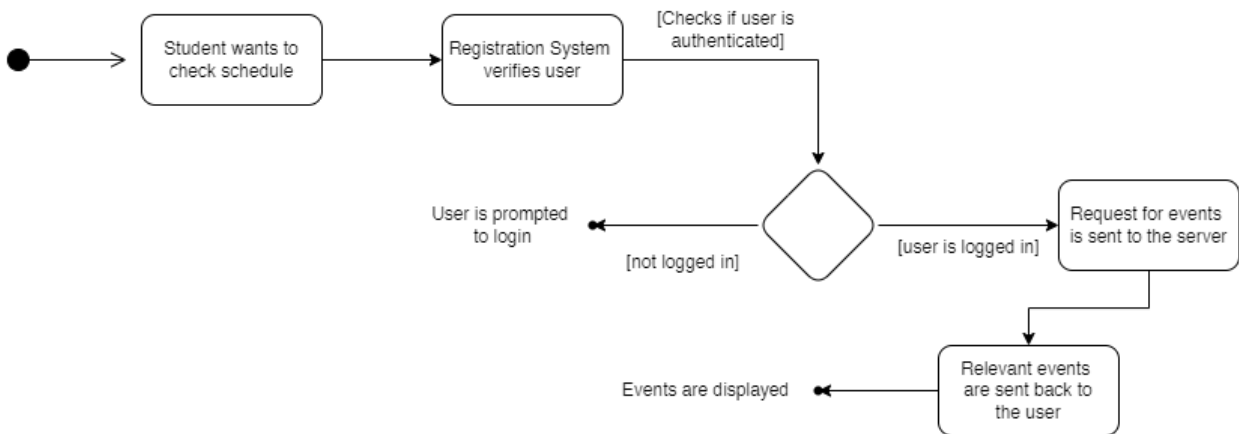 [Checks if user is
authenticated]
Student wants to
check schedule
Registration System
verifies user
User is prompted
to login
[not logged in]
[user is logged in]
Request for events
is sent to the server
Relevant events
are sent back to
the user
Events are displayed